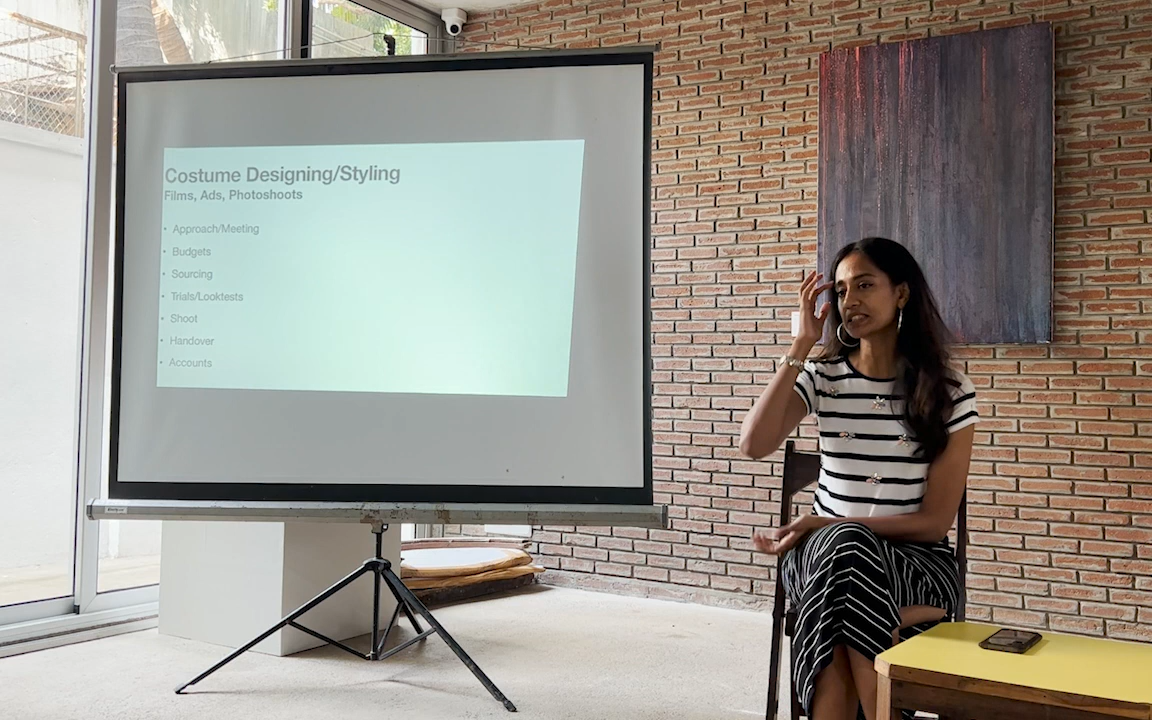 Costume Designing/Styling
Films, Ads, Photoshoots
• Approach/Meeting
• Budgets
• Sourcing
• Trials/Looktests
• Shoot
• Handover
• Accounts